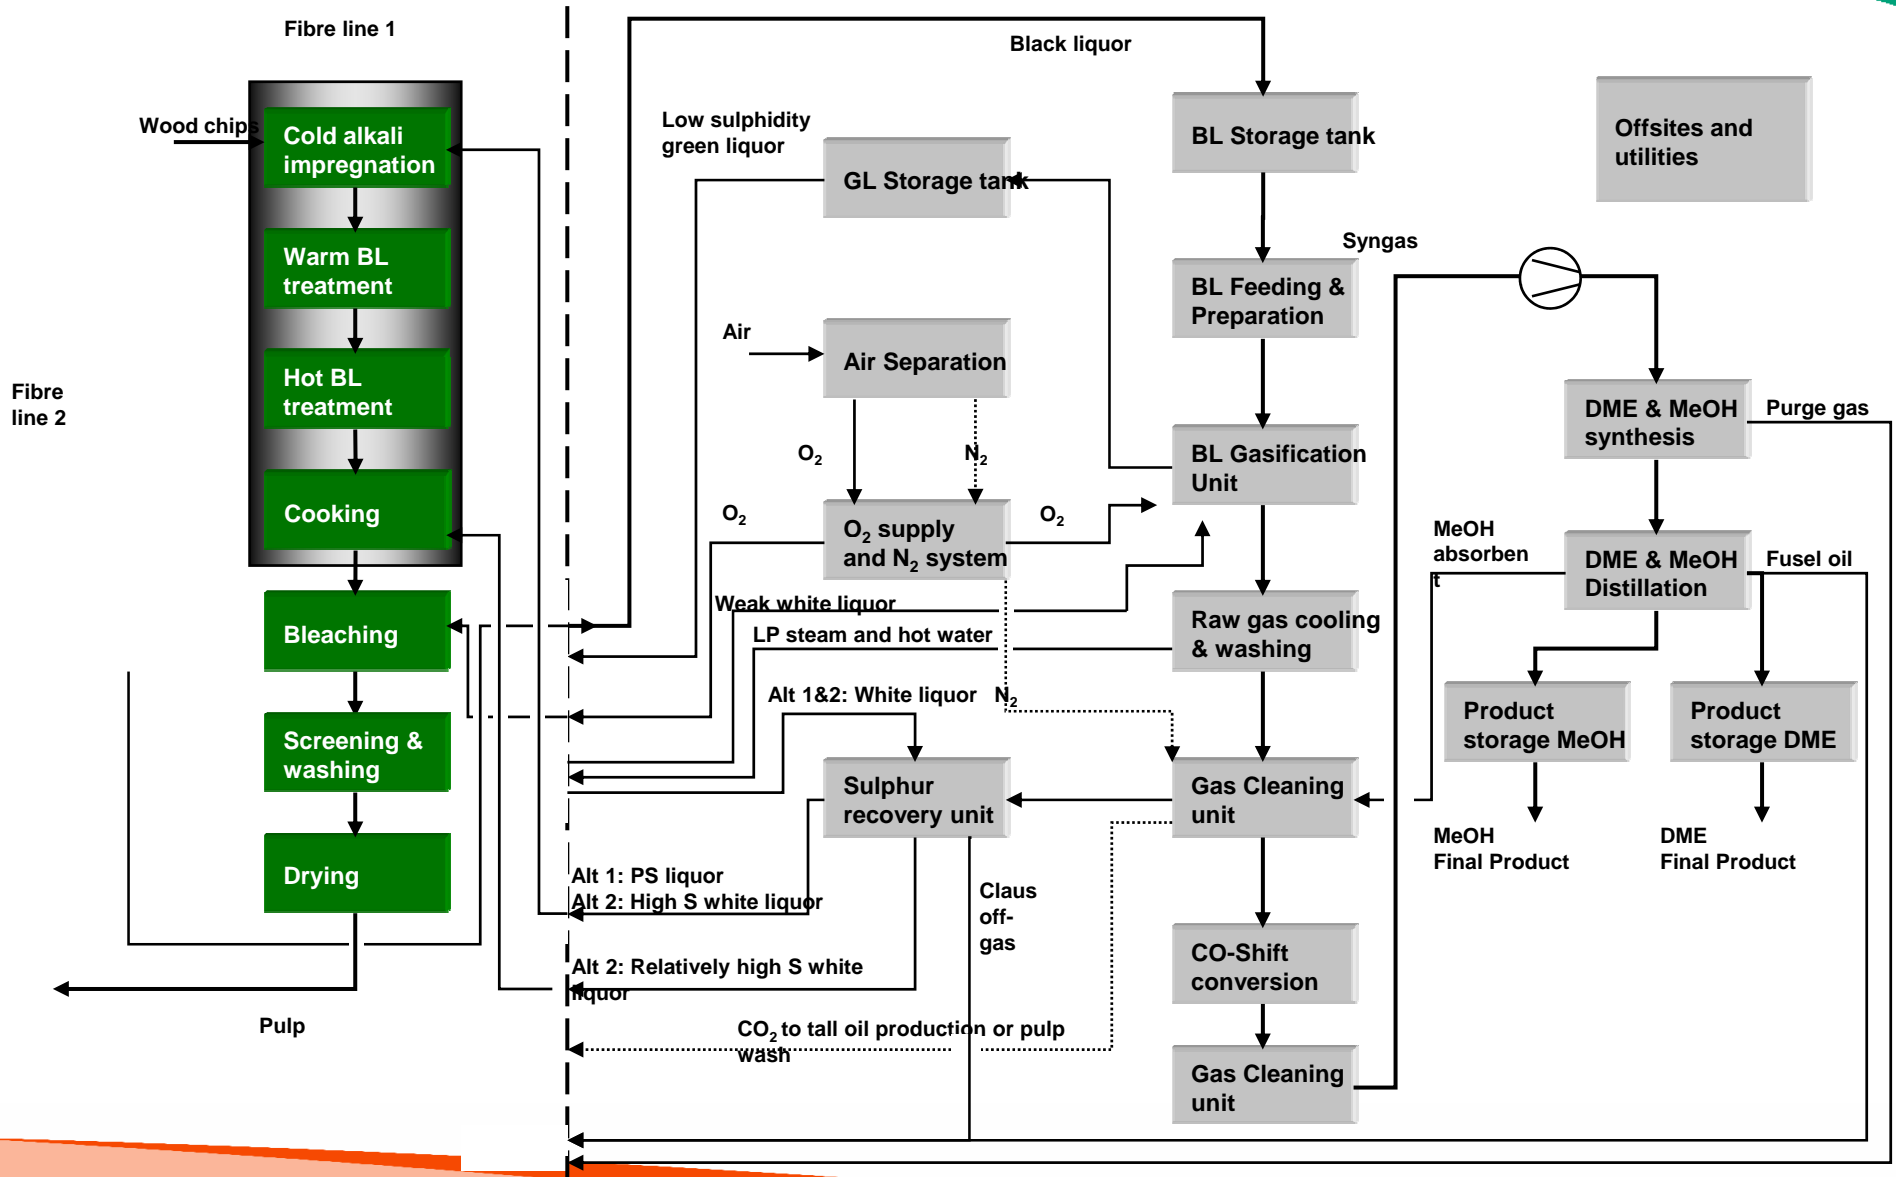 Fibre line 1
Wood chips
Cold alkali
impregnation
Warm BL
treatment
Hot BL
treatment
Cooking
Bleaching
Screening &
washing
Drying
Fibre
line 2
Pulp
Black liquor
Low sulphidity
green liquor
GL Storage tank
Air
Air Separation
O2
N2
O2
O2 supply
and N2 system
O2
Weak white liquor
LP steam and hot water
Alt 1&2: White liquor
N2
Sulphur
recovery unit
Alt 1: PS liquor
Alt 2: High S white liquor
Claus
off-
gas
Alt 2: Relatively high S white
liquor
CO2 to tall oil production or pulp
wash
BL Storage tank
BL Feeding &
Preparation
BL Gasification
Unit
Raw gas cooling
& washing
Gas Cleaning
unit
CO-Shift
conversion
Gas Cleaning
unit
Offsites and
utilities
Syngas
DME & MeOH
synthesis
Purge gas
MeOH
absorben
t
DME & MeOH
Distillation
Fusel oil
Product
storage MeOH
Product
storage DME
MeOH
Final Product
DME
Final Product